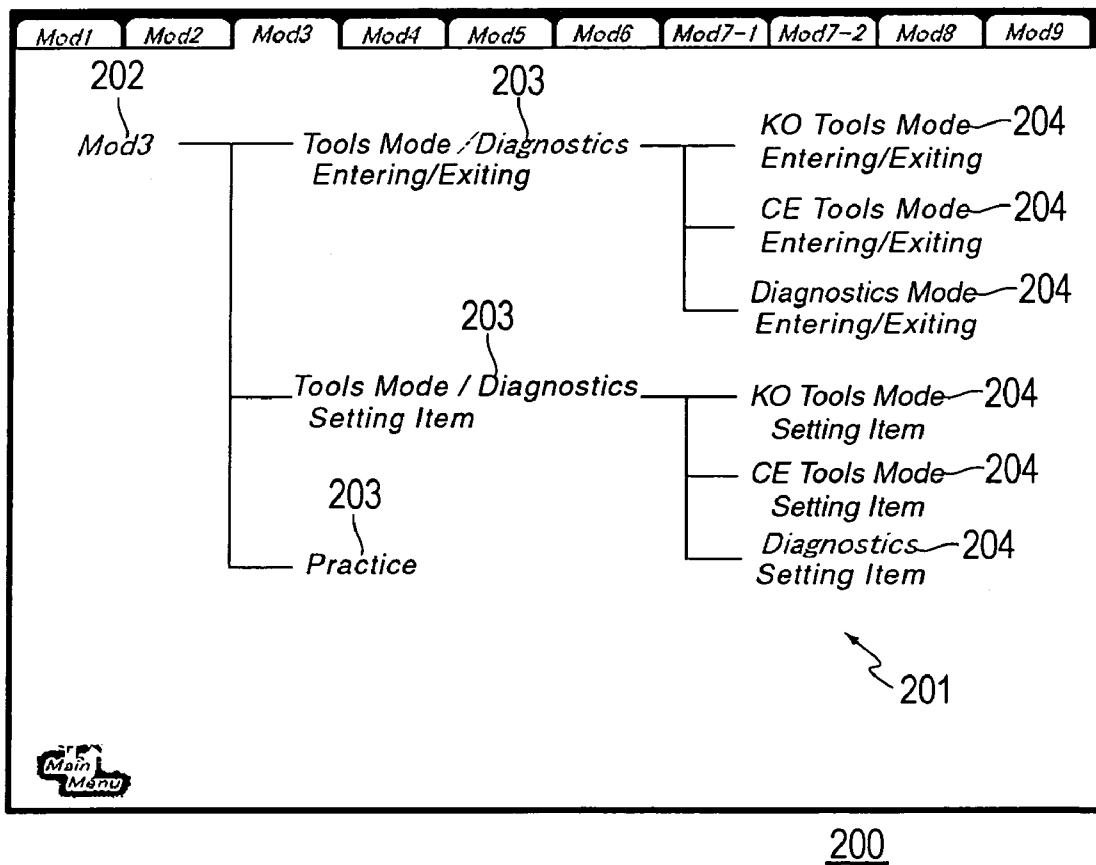 Mod1 Mod2 Mod3 Mod4 Mod5 Mod6 Mod7-1 Mod7-2 Mod8 Mod9
202
203
Mod3
Tools Mode / Diagnostics
Entering/Exiting
KO Tools Mode 204
Entering/Exiting
CE Tools Mode 204
Entering/Exiting
Diagnostics Mode 204
Entering/Exiting
203
Tools Mode / Diagnostics
Setting Item
KO Tools Mode 204
Setting Item
CE Tools Mode 204
Setting Item
Diagnostics 204
Setting Item
203
Practice
201
Main
Menu
200